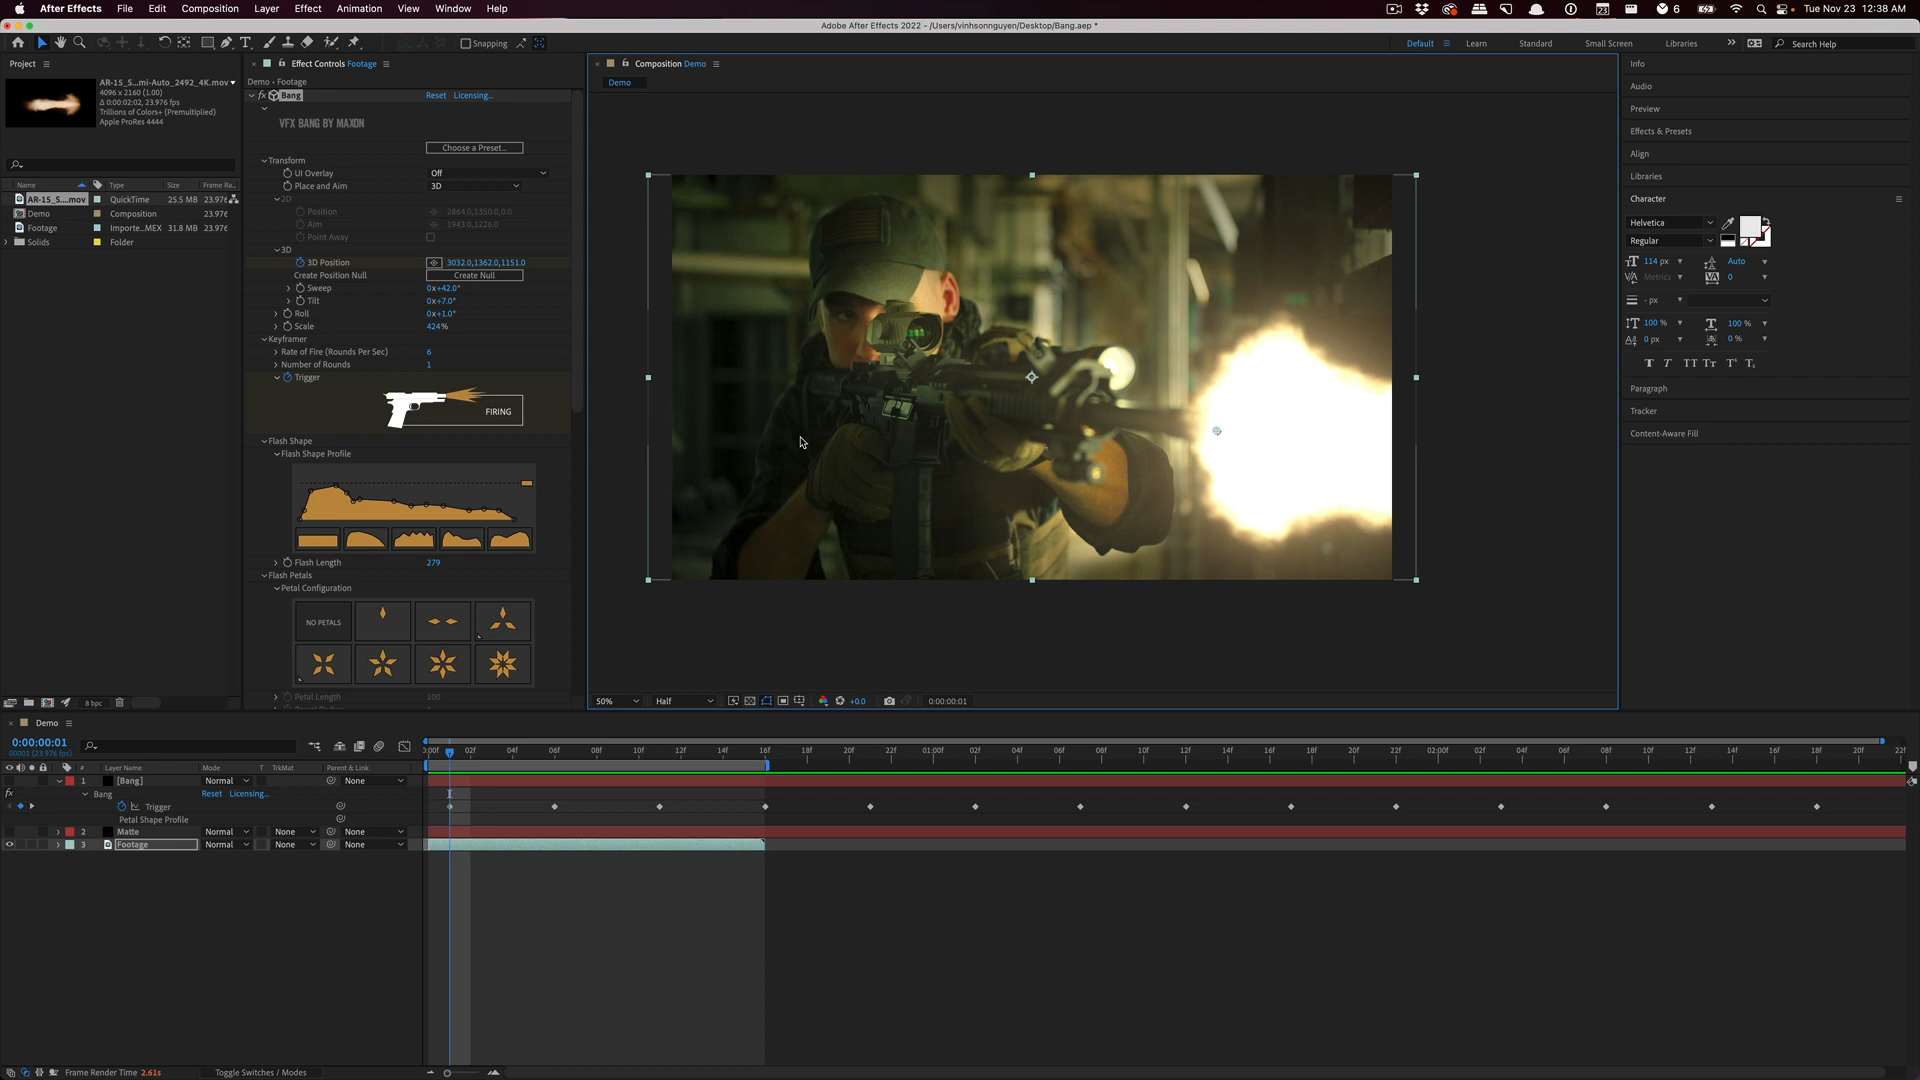 After Effects File Edit Composition Layer Effect Animation View Window Help 6 Tue Nov 23 12:38 AM
Adobe After Effects 2022 - /Users/vinhsonnguyen/Desktop/Bang.aep *
Snapping Default Learn Standard Small Screen Libraries Search Help
Project
AR-15_S...mi-Auto_2492_4K.mov
4096 x 2160 (1.00)
Δ 0:00:02:02, 23.976 fps
Trillions of Colors+ (Premultiplied)
Apple ProRes 4444
Name Type Size Frame Ra...
AR-15_S....mov QuickTime 25.5 MB 23.976
Demo Composition 23.976
Footage Importe...MEX 31.8 MB 23.976
Solids Folder
8 bpc
Effect Controls Footage
Demo • Footage
fx Bang Reset Licensing...
VFX BANG BY MAXON
Choose a Preset...
Transform
UI Overlay Off
Place and Aim 3D
2D
Position 2864.0,1350.0,0.0
Aim 1943.0,1226.0
Point Away
3D
3D Position 3032.0,1362.0,1151.0
Create Position Null Create Null
Sweep 0x+42.0°
Tilt 0x+7.0°
Roll 0x+1.0°
Scale 424%
Keyframer
Rate of Fire (Rounds Per Sec) 6
Number of Rounds 1
Trigger
FIRING
Flash Shape
Flash Shape Profile
Flash Length 279
Flash Petals
Petal Configuration
NO PETALS
Petal Length 100
Composition Demo
Demo
50% Half +0.0 0:00:00:01
Info
Audio
Preview
Effects & Presets
Align
Libraries
Character
Helvetica
Regular
114 px Auto
Metrics 0
- px
100 % 100 %
0 px 0 %
Paragraph
Tracker
Content-Aware Fill
Demo
0:00:00:01
00001 (23.976 fps)
0:00f 02f 04f 06f 08f 10f 12f 14f 16f 18f 20f 22f 01:00f 02f 04f 06f 08f 10f 12f 14f 16f 18f 20f 22f 02:00f 02f 04f 06f 08f 10f 12f 14f 16f 18f 20f 22f
# Layer Name Mode T TrkMat Parent & Link
1 [Bang] Normal None
fx Bang Reset Licensing...
Trigger
Petal Shape Profile
2 Matte Normal None None
3 Footage Normal None None
Frame Render Time 2.61s Toggle Switches / Modes